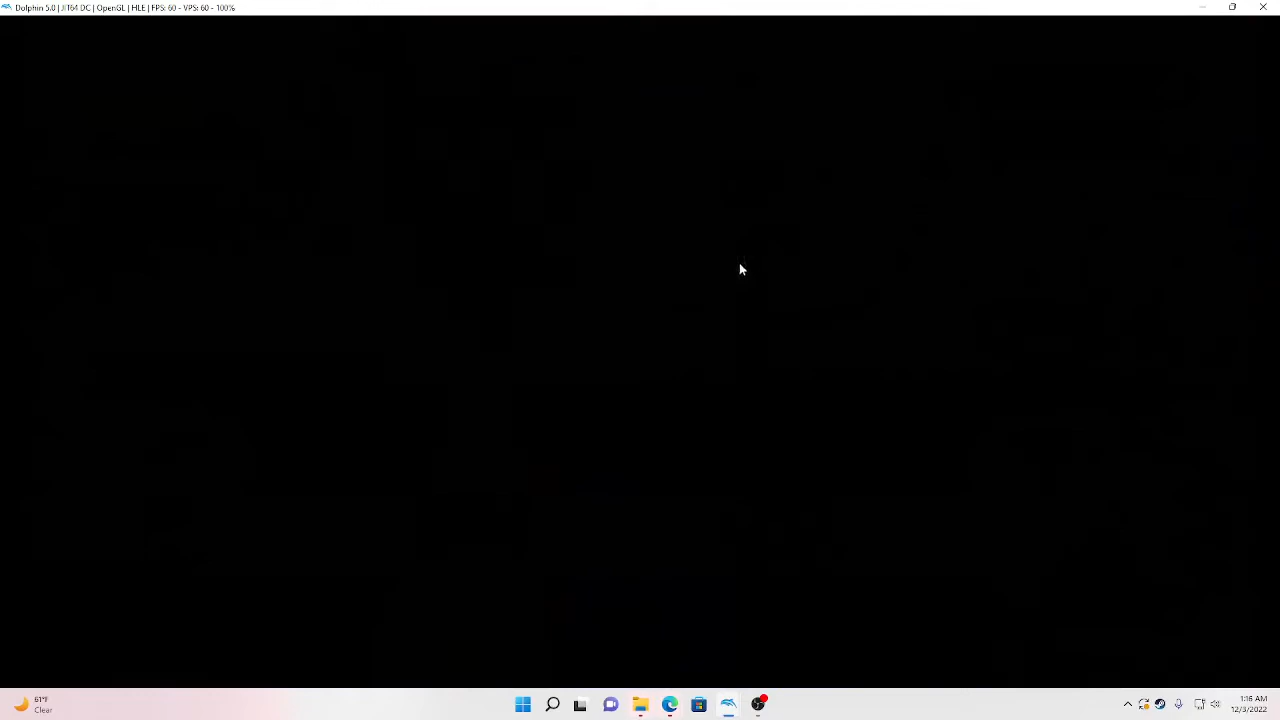 Dolphin 5.0 | JIT64 DC | OpenGL | HLE | FPS: 60 - VPS: 60 - 100%
61°F
Clear
1:16 AM
12/3/2022